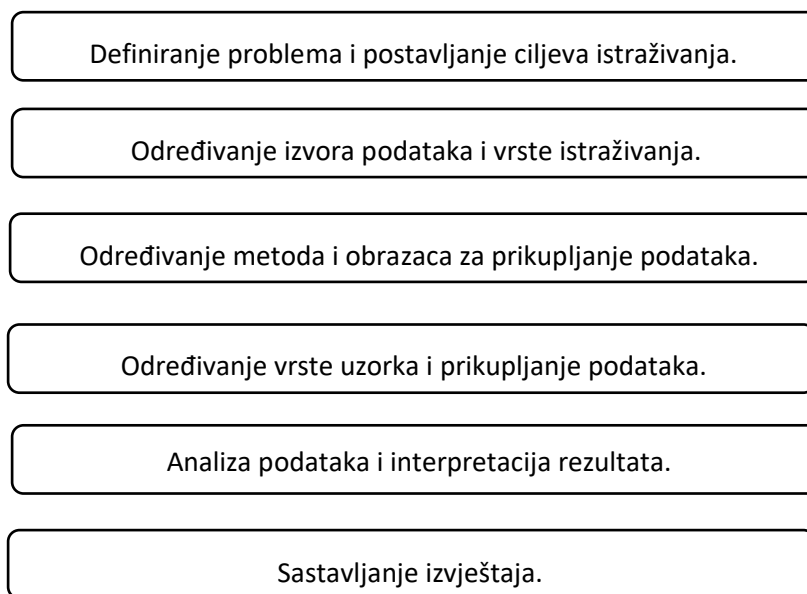 Definiranje problema i postavljanje ciljeva istraživanja.
Određivanje izvora podataka i vrste istraživanja.
Određivanje metoda i obrazaca za prikupljanje podataka.
Određivanje vrste uzorka i prikupljanje podataka.
Analiza podataka i interpretacija rezultata.
Sastavljanje izvještaja.